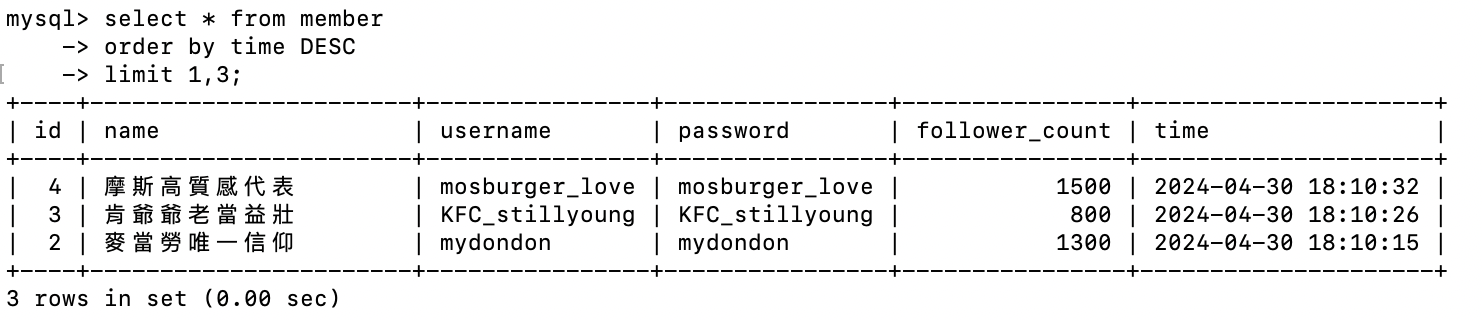 mysql> select * from member
    -> order by time DESC
    -> limit 1,3;
+----+-----------------------+----------------+----------------+----------------+---------------------+
| id | name                  | username       | password       | follower_count | time                |
+----+-----------------------+----------------+----------------+----------------+---------------------+
|  4 | 摩斯高質感代表        | mosburger_love | mosburger_love |           1500 | 2024-04-30 18:10:32 |
|  3 | 肯爺爺老當益壯        | KFC_stillyoung | KFC_stillyoung |            800 | 2024-04-30 18:10:26 |
|  2 | 麥當勞唯一信仰        | mydondon       | mydondon       |           1300 | 2024-04-30 18:10:15 |
+----+-----------------------+----------------+----------------+----------------+---------------------+
3 rows in set (0.00 sec)